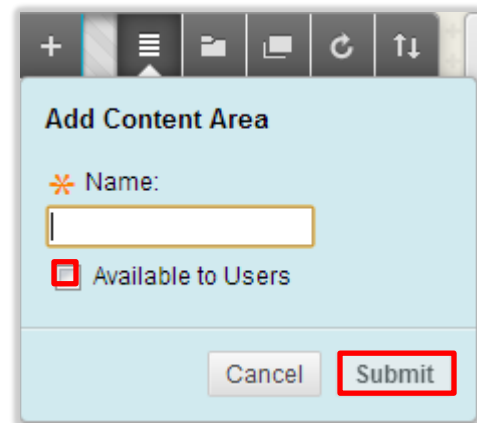 Add Content Area
* Name:
Available to Users
Cancel Submit